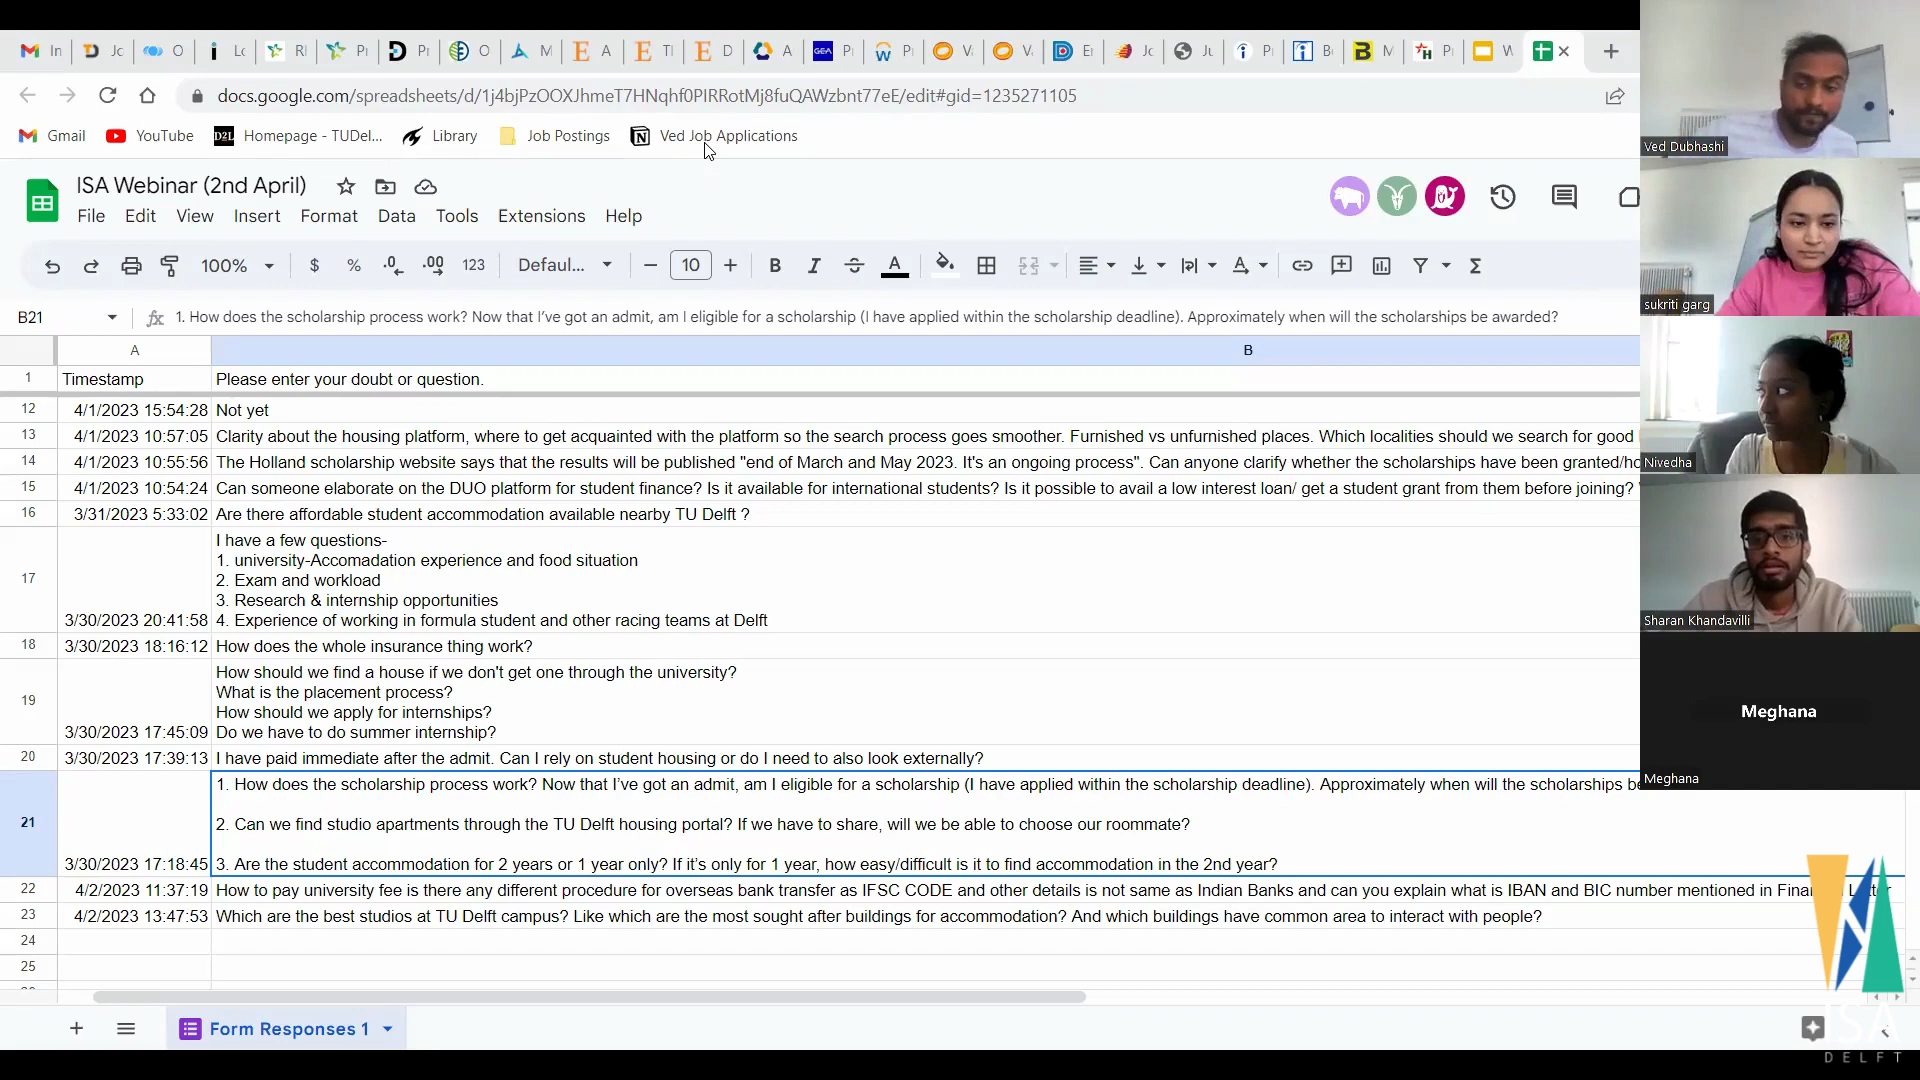 In
Jc
O
Lc
RI
Pr
Pr
O
M
A
TI
D
A
GEA
Pi
Pi
V
V
Er
Jc
Ju
Pi
B
M
Pi
W
docs.google.com/spreadsheets/d/1j4bjPzOOXJhmeT7HNqhf0PIRRotMj8fuQAWzbnt77eE/edit#gid=1235271105
Gmail
YouTube
D2L
Homepage - TUDel...
Library
Job Postings
Ved Job Applications
ISA Webinar (2nd April)
File Edit View Insert Format Data Tools Extensions Help
100% $ % .0 .00 123 Defaul... 10 B I A
B21
fx 1. How does the scholarship process work? Now that I've got an admit, am I eligible for a scholarship (I have applied within the scholarship deadline). Approximately when will the scholarships be awarded?
A B
1 Timestamp Please enter your doubt or question.
12 4/1/2023 15:54:28 Not yet
13 4/1/2023 10:57:05 Clarity about the housing platform, where to get acquainted with the platform so the search process goes smoother. Furnished vs unfurnished places. Which localities should we search for good
14 4/1/2023 10:55:56 The Holland scholarship website says that the results will be published "end of March and May 2023. It's an ongoing process". Can anyone clarify whether the scholarships have been granted/ho
15 4/1/2023 10:54:24 Can someone elaborate on the DUO platform for student finance? Is it available for international students? Is it possible to avail a low interest loan/ get a student grant from them before joining?
16 3/31/2023 5:33:02 Are there affordable student accommodation available nearby TU Delft ?
I have a few questions-
1. university-Accomadation experience and food situation
17 2. Exam and workload
3. Research & internship opportunities
3/30/2023 20:41:58 4. Experience of working in formula student and other racing teams at Delft
18 3/30/2023 18:16:12 How does the whole insurance thing work?
How should we find a house if we don't get one through the university?
19 What is the placement process?
How should we apply for internships?
3/30/2023 17:45:09 Do we have to do summer internship?
20 3/30/2023 17:39:13 I have paid immediate after the admit. Can I rely on student housing or do I need to also look externally?
1. How does the scholarship process work? Now that I've got an admit, am I eligible for a scholarship (I have applied within the scholarship deadline). Approximately when will the scholarships be
21 2. Can we find studio apartments through the TU Delft housing portal? If we have to share, will we be able to choose our roommate?
3/30/2023 17:18:45 3. Are the student accommodation for 2 years or 1 year only? If it's only for 1 year, how easy/difficult is it to find accommodation in the 2nd year?
22 4/2/2023 11:37:19 How to pay university fee is there any different procedure for overseas bank transfer as IFSC CODE and other details is not same as Indian Banks and can you explain what is IBAN and BIC number mentioned in
23 4/2/2023 13:47:53 Which are the best studios at TU Delft campus? Like which are the most sought after buildings for accommodation? And which buildings have common area to interact with people?
24
25
Form Responses 1
Ved Dubhashi
sukriti garg
Nivedha
Sharan Khandavilli
Meghana
Meghana
ISA
DELFT